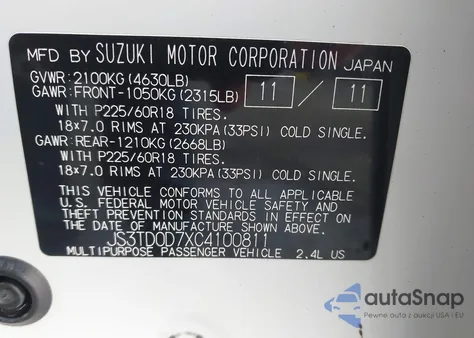 MFD BY SUZUKI MOTOR CORPORATION JAPAN
GVWR: 2100KG (4630LB)
GAWR: FRONT-1050KG (2315LB) 11 / 11
WITH P225/60R18 TIRES.
18x7.0 RIMS AT 230KPA (33PSI) COLD SINGLE.
GAWR: REAR-1210KG (2668LB)
WITH P225/60R18 TIRES.
18x7.0 RIMS AT 230KPA (33PSI) COLD SINGLE.
THIS VEHICLE CONFORMS TO ALL APPLICABLE
U.S. FEDERAL MOTOR VEHICLE SAFETY AND
THEFT PREVENTION STANDARDS IN EFFECT ON
THE DATE OF MANUFACTURE SHOWN ABOVE.
JS3TD0D7XC4100811
MULTIPURPOSE PASSENGER VEHICLE 2.4L US
autoSnap
Pewne auta z USA i EU